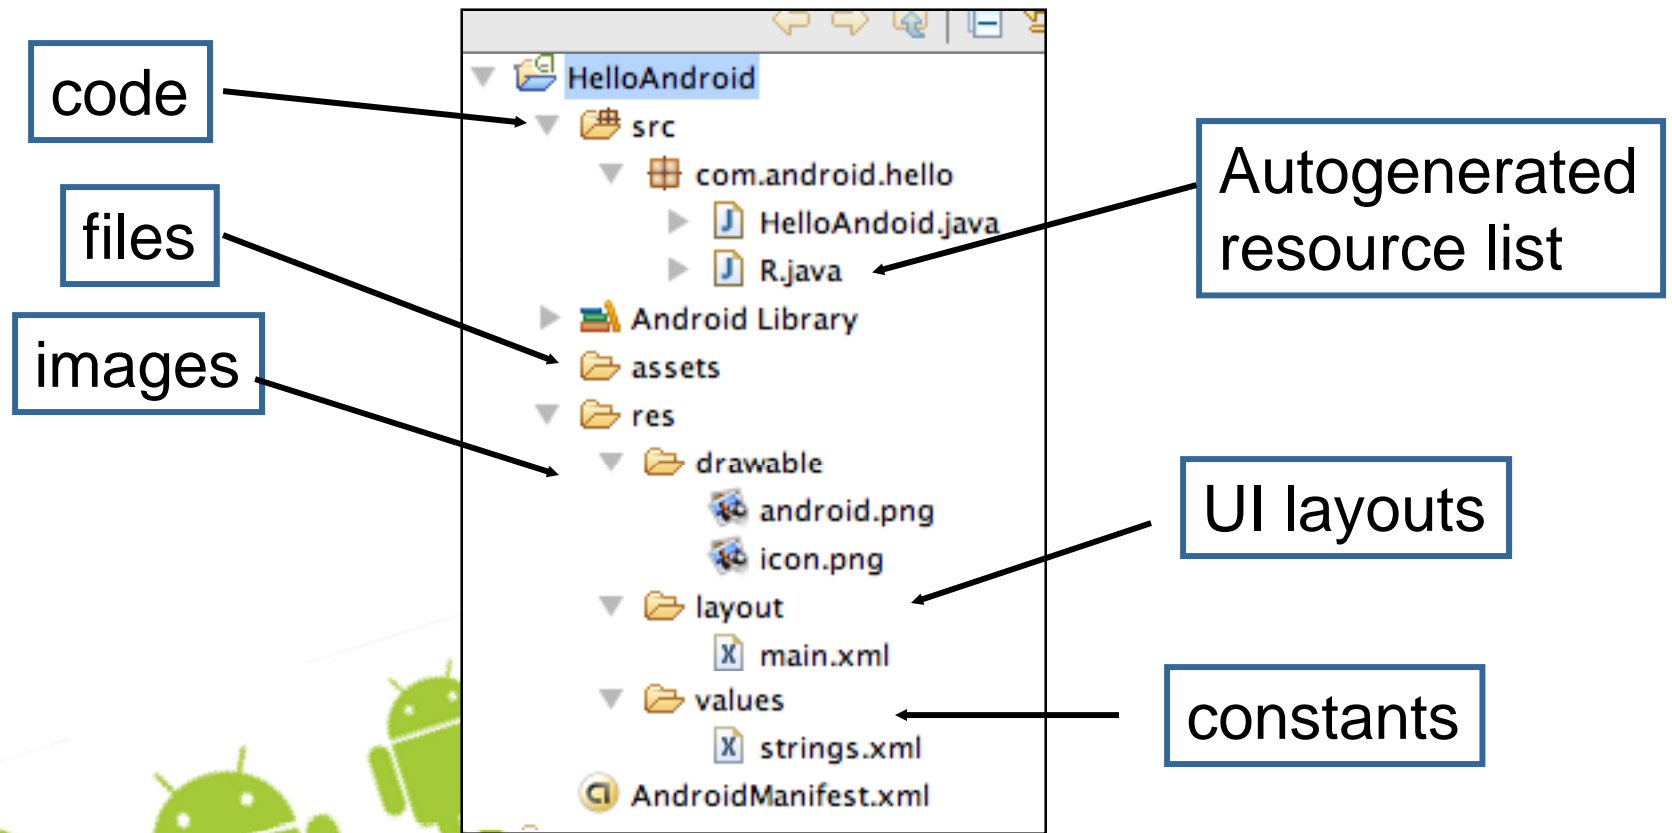 code
files
images
HelloAndroid
src
com.android.hello
HelloAndoid.java
R.java
Android Library
assets
res
drawable
android.png
icon.png
layout
main.xml
values
strings.xml
AndroidManifest.xml
Autogenerated
resource list
UI layouts
constants